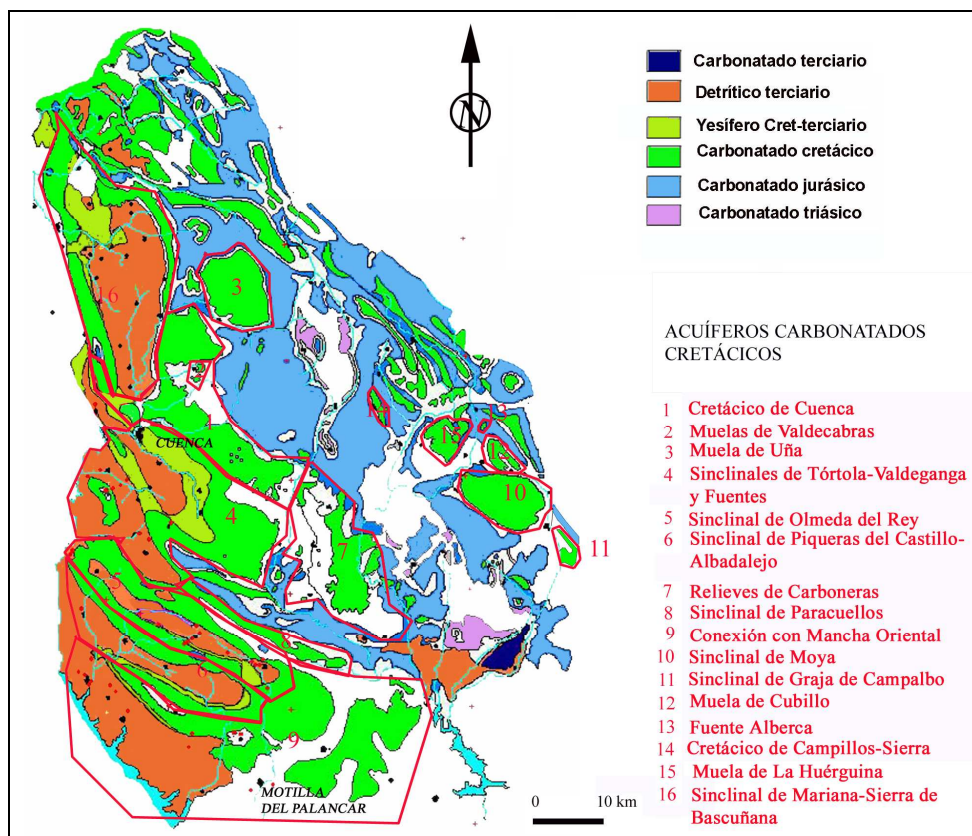 N
Carbonatado terciario
Detrítico terciario
Yesífero Cret-terciario
Carbonatado cretácico
Carbonatado jurásico
Carbonatado triásico
ACUÍFEROS CARBONATADOS
CRETÁCICOS
1 Cretácico de Cuenca
2 Muelas de Valdecabras
3 Muela de Uña
4 Sinclinales de Tórtola-Valdeganga
y Fuentes
5 Sinclinal de Olmeda del Rey
6 Sinclinal de Piqueras del Castillo-
Albadalejo
7 Relieves de Carboneras
8 Sinclinal de Paracuellos
9 Conexión con Mancha Oriental
10 Sinclinal de Moya
11 Sinclinal de Graja de Campalbo
12 Muela de Cubillo
13 Fuente Alberca
14 Cretácico de Campillos-Sierra
15 Muela de La Huérguina
16 Sinclinal de Mariana-Sierra de
Bascuñana
3
16
2
1
14
13
15
CUENCA
10
4
7
11
5
8
6
9
MOTILLA
DEL PALANCAR
0 10 km